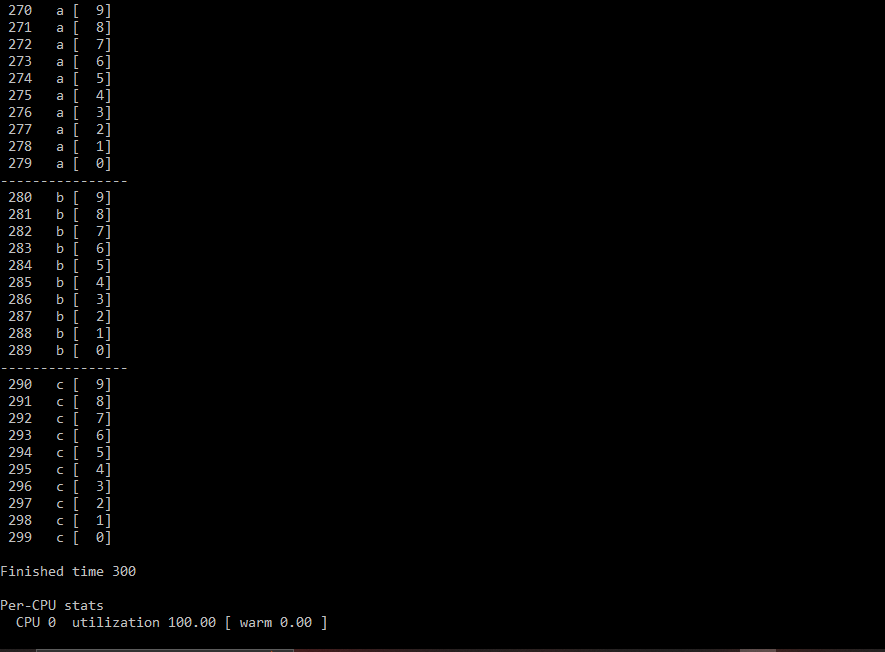 270   a [  9]
271   a [  8]
272   a [  7]
273   a [  6]
274   a [  5]
275   a [  4]
276   a [  3]
277   a [  2]
278   a [  1]
279   a [  0]
----------------
280   b [  9]
281   b [  8]
282   b [  7]
283   b [  6]
284   b [  5]
285   b [  4]
286   b [  3]
287   b [  2]
288   b [  1]
289   b [  0]
----------------
290   c [  9]
291   c [  8]
292   c [  7]
293   c [  6]
294   c [  5]
295   c [  4]
296   c [  3]
297   c [  2]
298   c [  1]
299   c [  0]
Finished time 300
Per-CPU stats
  CPU 0  utilization 100.00 [ warm 0.00 ]